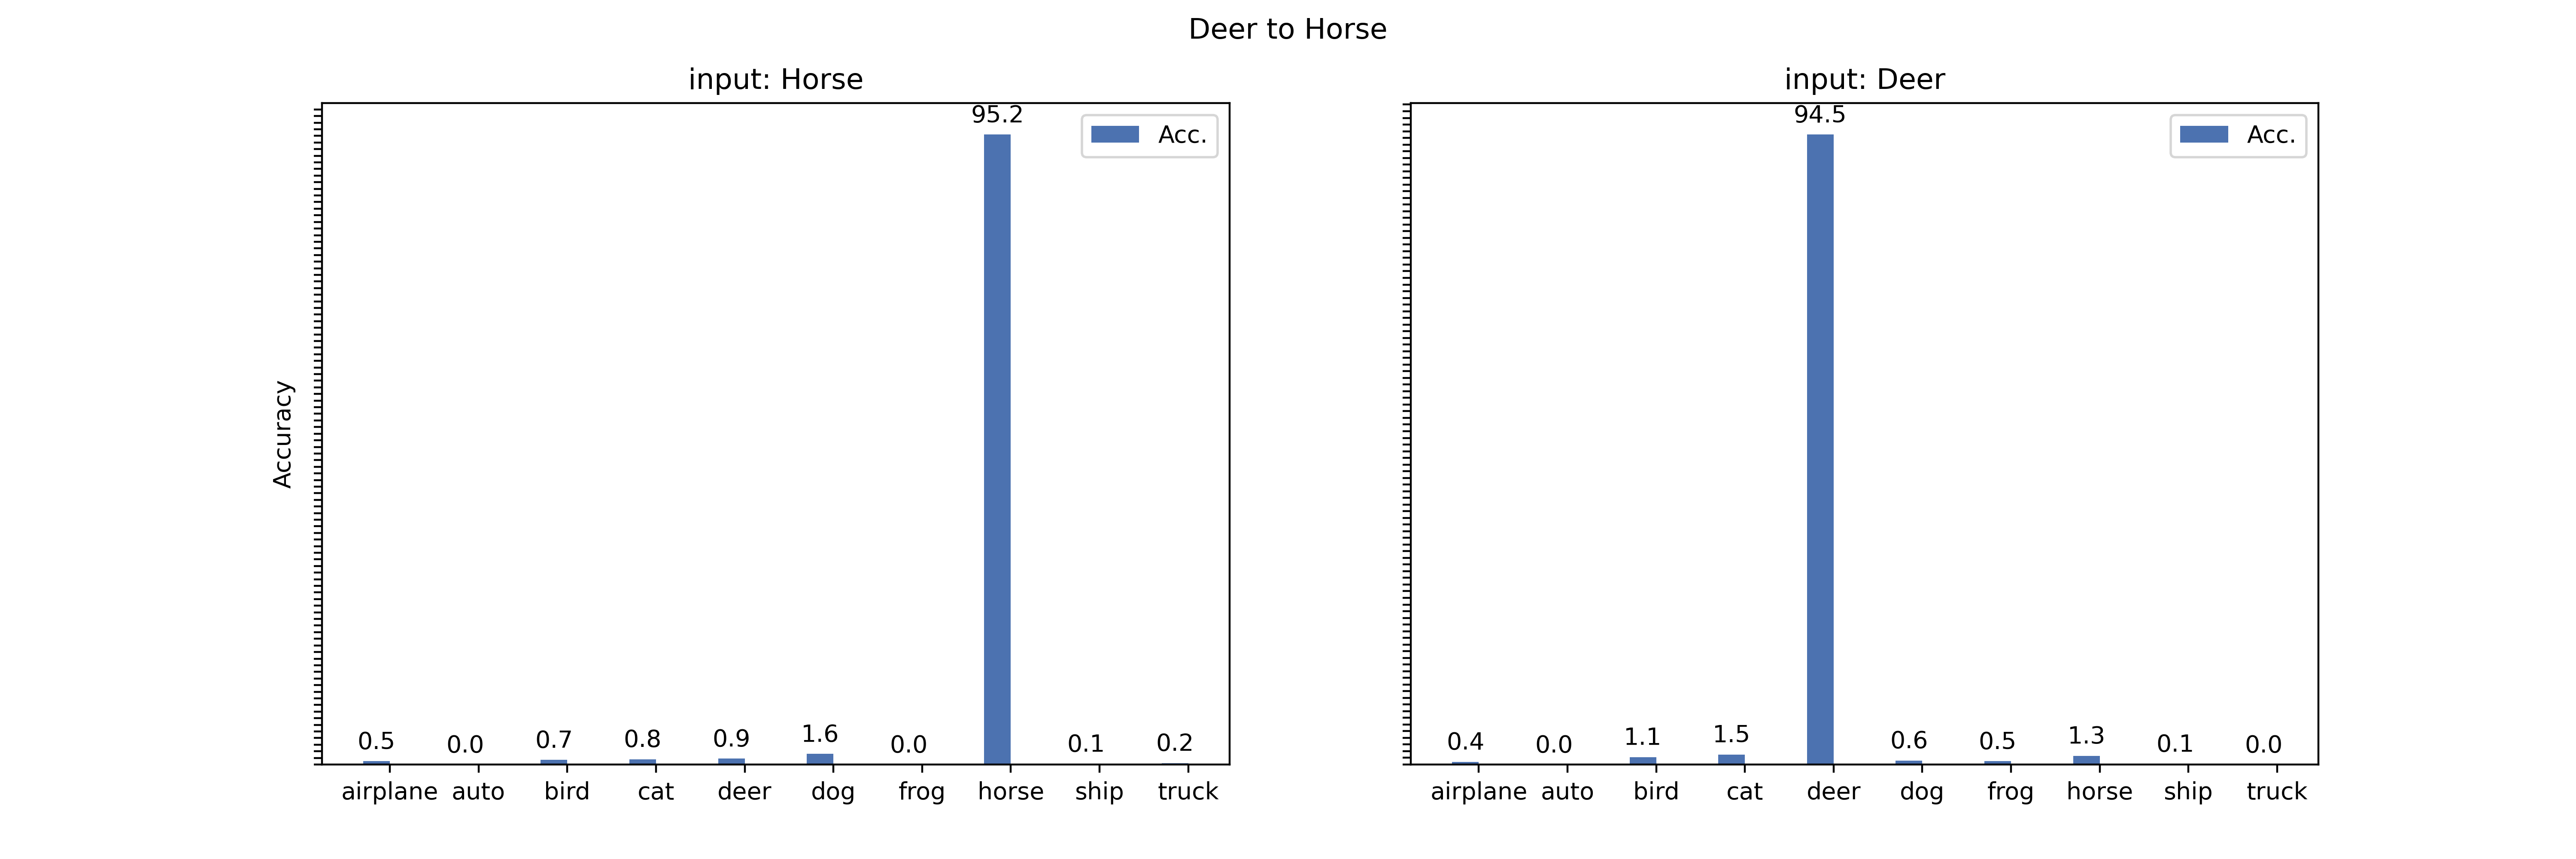 Deer to Horse
input: Horse
95.2
Acc.
Accuracy
0.5 0.0 0.7 0.8 0.9 1.6 0.0 0.1 0.2
airplane auto bird cat deer dog frog horse ship truck
input: Deer
94.5
Acc.
0.4 0.0 1.1 1.5 0.6 0.5 1.3 0.1 0.0
airplane auto bird cat deer dog frog horse ship truck